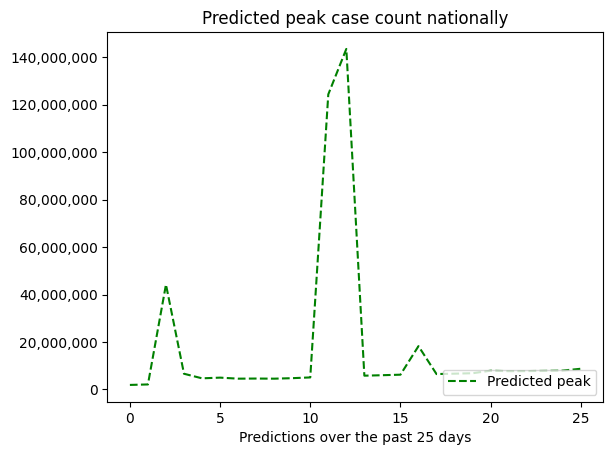 Predicted peak case count nationally
140,000,000
120,000,000
100,000,000
80,000,000
60,000,000
40,000,000
20,000,000
0
Predicted peak
0 5 10 15 20 25
Predictions over the past 25 days